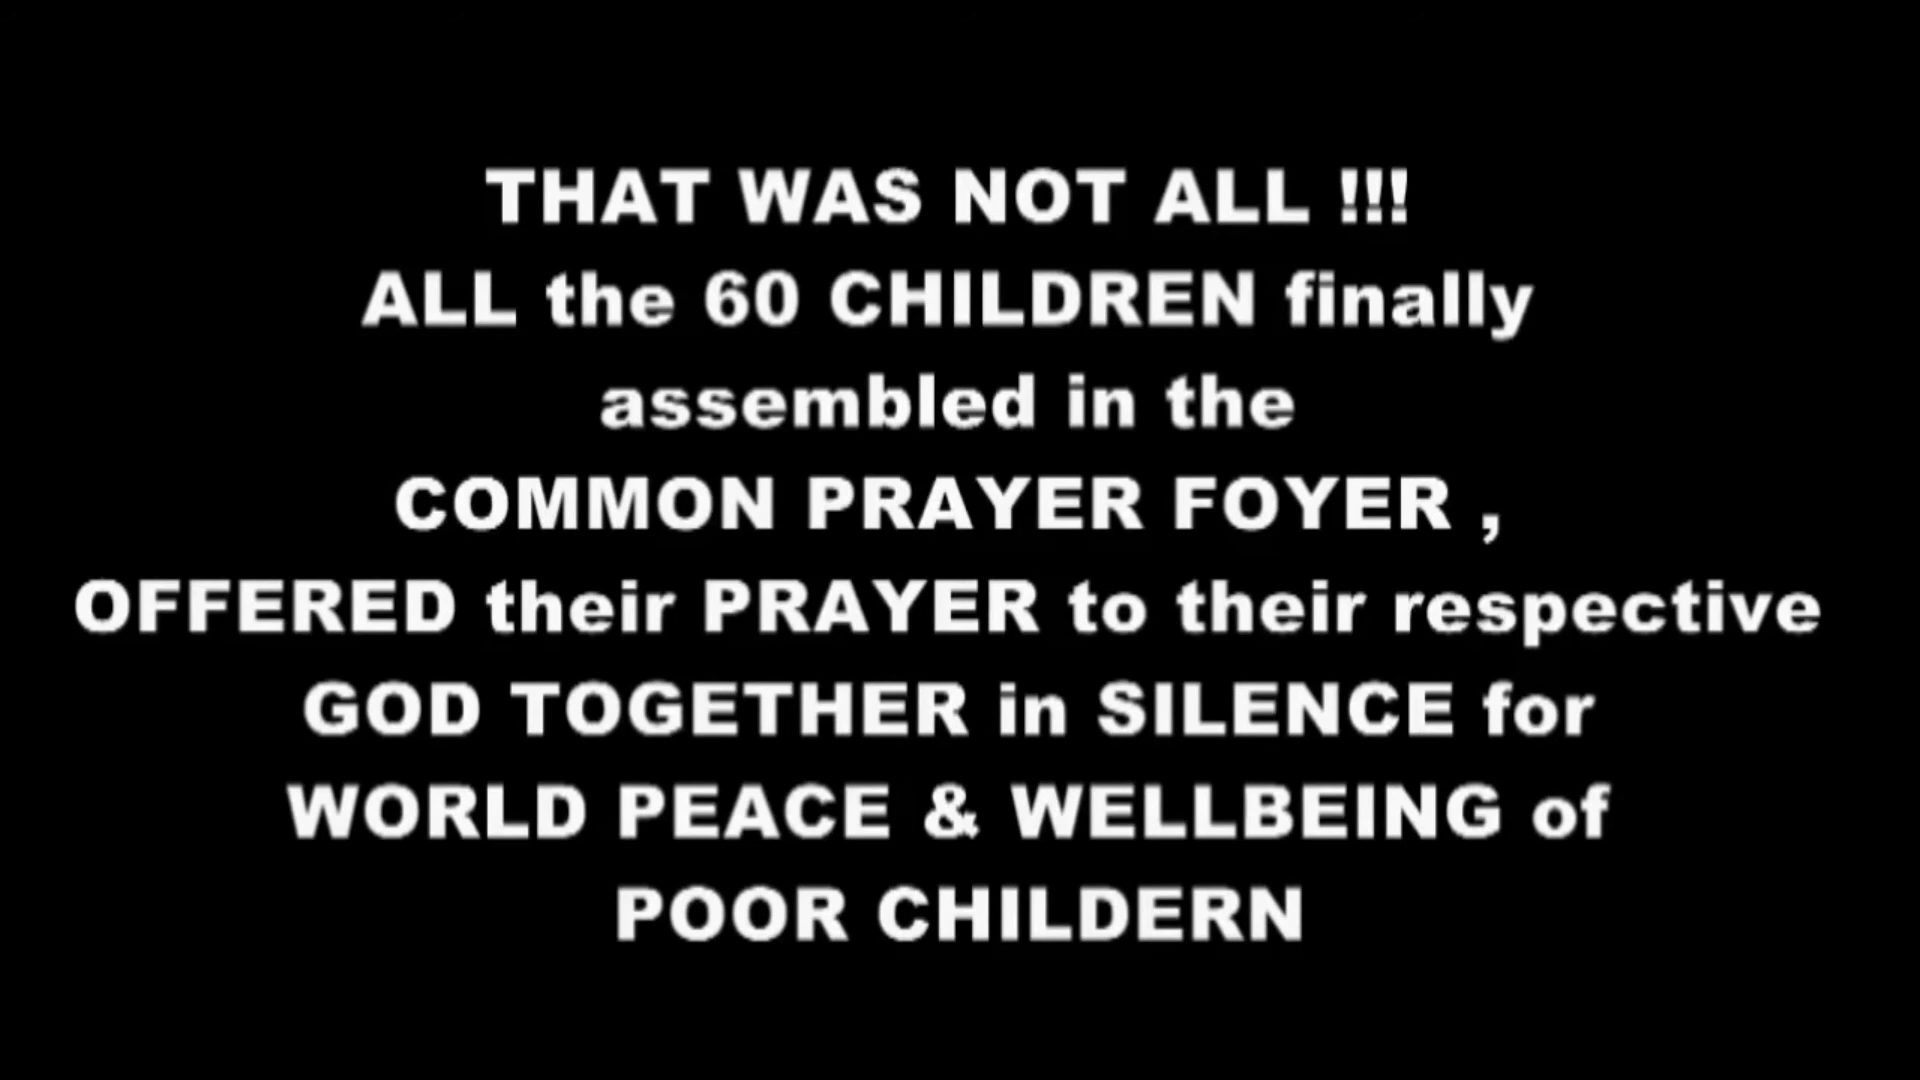 THAT WAS NOT ALL !!!
ALL the 60 CHILDREN finally
assembled in the
COMMON PRAYER FOYER ,
OFFERED their PRAYER to their respective
GOD TOGETHER in SILENCE for
WORLD PEACE & WELLBEING of
POOR CHILDERN